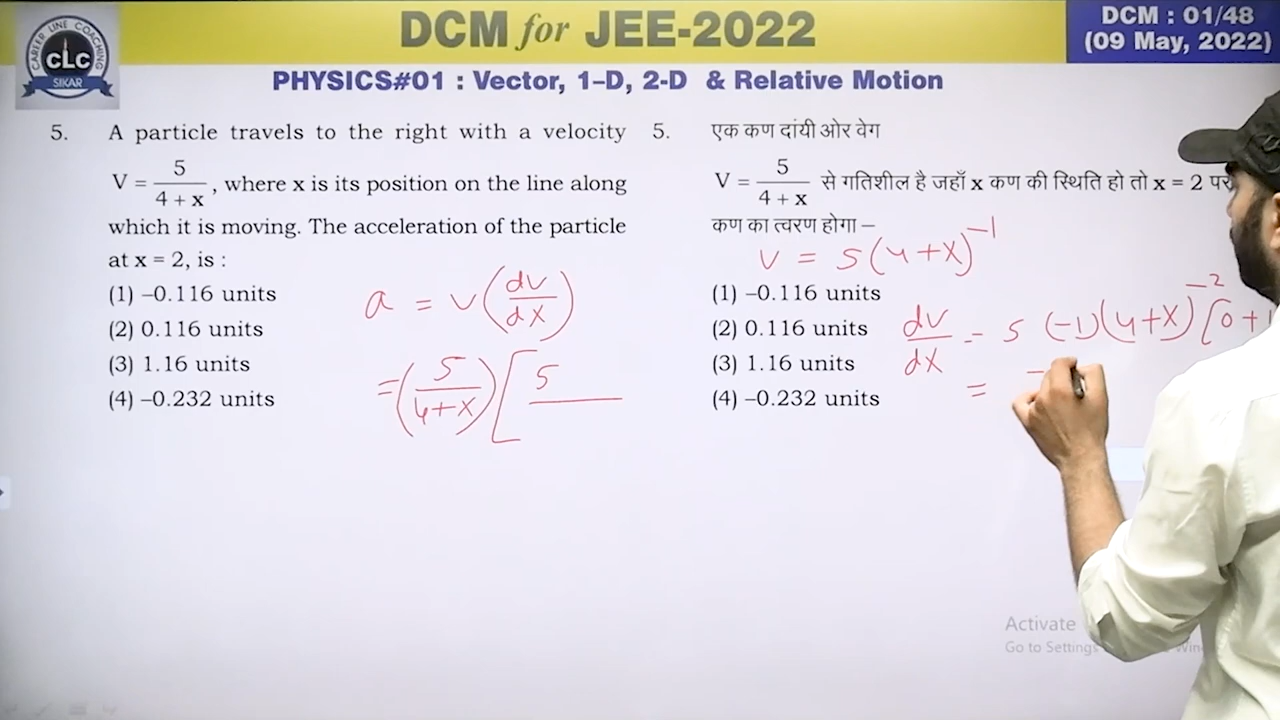 CAREER LINE COACHING
CLC
SIKAR
DCM for JEE-2022
DCM : 01/48
(09 May, 2022)
PHYSICS#01 : Vector, 1–D, 2-D & Relative Motion
5. A particle travels to the right with a velocity
V = 5/(4 + x) , where x is its position on the line along
which it is moving. The acceleration of the particle
at x = 2, is :
(1) –0.116 units
(2) 0.116 units
(3) 1.16 units
(4) –0.232 units
a = v(dv/dx)
=(5/(4+x))[5
5. एक कण दांयी ओर वेग
V = 5/(4 + x) से गतिशील है जहाँ x कण की स्थिति हो तो x = 2 पर
कण का त्वरण होगा –
v = 5(4+x)^-1
(1) –0.116 units
(2) 0.116 units
(3) 1.16 units
(4) –0.232 units
dv/dx = 5 (-1)(4+x)^-2 [0+1
= -
Activate
Go to Settings